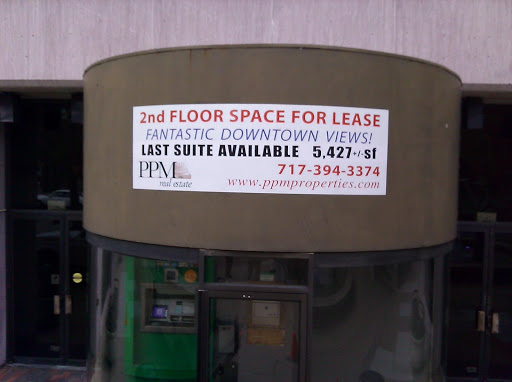 2nd FLOOR SPACE FOR LEASE
FANTASTIC DOWNTOWN VIEWS!
LAST SUITE AVAILABLE 5,427+/-sf
PPM
real estate
717-394-3374
www.ppmproperties.com